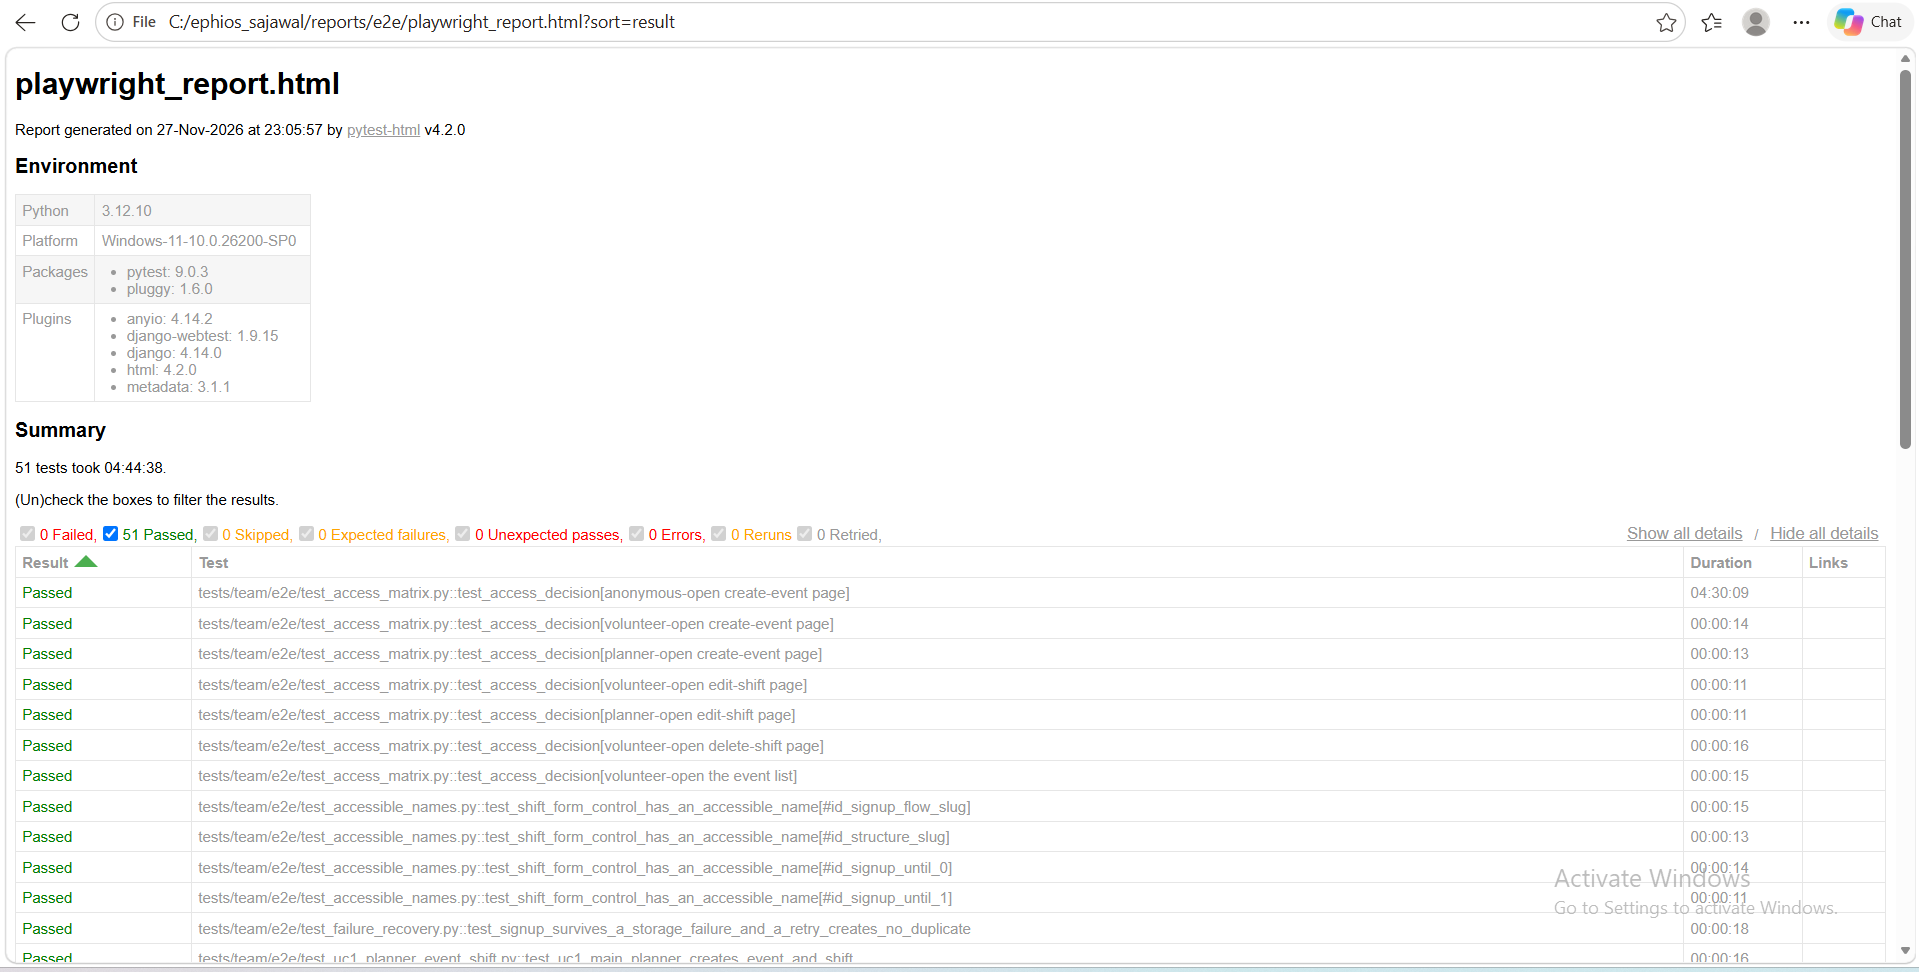 File C:/ephios_sajawal/reports/e2e/playwright_report.html?sort=result
Chat
playwright_report.html
Report generated on 27-Nov-2026 at 23:05:57 by pytest-html v4.2.0
Environment
Python 3.12.10
Platform Windows-11-10.0.26200-SP0
Packages
pytest: 9.0.3
pluggy: 1.6.0
Plugins
anyio: 4.14.2
django-webtest: 1.9.15
django: 4.14.0
html: 4.2.0
metadata: 3.1.1
Summary
51 tests took 04:44:38.
(Un)check the boxes to filter the results.
0 Failed, 51 Passed, 0 Skipped, 0 Expected failures, 0 Unexpected passes, 0 Errors, 0 Reruns 0 Retried, Show all details / Hide all details
Result Test Duration Links
Passed tests/team/e2e/test_access_matrix.py::test_access_decision[anonymous-open create-event page] 04:30:09
Passed tests/team/e2e/test_access_matrix.py::test_access_decision[volunteer-open create-event page] 00:00:14
Passed tests/team/e2e/test_access_matrix.py::test_access_decision[planner-open create-event page] 00:00:13
Passed tests/team/e2e/test_access_matrix.py::test_access_decision[volunteer-open edit-shift page] 00:00:11
Passed tests/team/e2e/test_access_matrix.py::test_access_decision[planner-open edit-shift page] 00:00:11
Passed tests/team/e2e/test_access_matrix.py::test_access_decision[volunteer-open delete-shift page] 00:00:16
Passed tests/team/e2e/test_access_matrix.py::test_access_decision[volunteer-open the event list] 00:00:15
Passed tests/team/e2e/test_accessible_names.py::test_shift_form_control_has_an_accessible_name[#id_signup_flow_slug] 00:00:15
Passed tests/team/e2e/test_accessible_names.py::test_shift_form_control_has_an_accessible_name[#id_structure_slug] 00:00:13
Passed tests/team/e2e/test_accessible_names.py::test_shift_form_control_has_an_accessible_name[#id_signup_until_0] 00:00:14
Activate Windows
Passed tests/team/e2e/test_accessible_names.py::test_shift_form_control_has_an_accessible_name[#id_signup_until_1] 00:00:11
Go to Settings to activate Windows.
Passed tests/team/e2e/test_failure_recovery.py::test_signup_survives_a_storage_failure_and_a_retry_creates_no_duplicate 00:00:18
Passed tests/team/e2e/test_uc1_planner_event_shift.py::test_uc1_main_planner_creates_event_and_shift 00:00:16